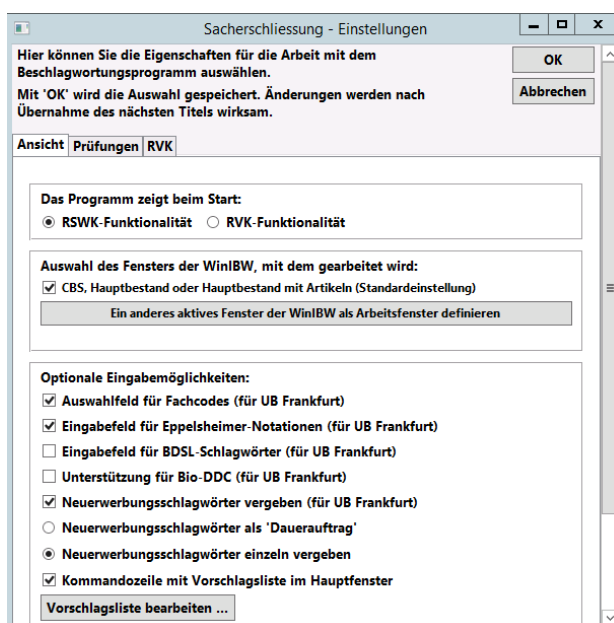 Sacherschliessung - Einstellungen
Hier können Sie die Eigenschaften für die Arbeit mit dem
Beschlagwortungsprogramm auswählen.
Mit 'OK' wird die Auswahl gespeichert. Änderungen werden nach
Übernahme des nächsten Titels wirksam.
OK
Abbrechen
Ansicht Prüfungen RVK
Das Programm zeigt beim Start:
RSWK-Funktionalität RVK-Funktionalität
Auswahl des Fensters der WinIBW, mit dem gearbeitet wird:
CBS, Hauptbestand oder Hauptbestand mit Artikeln (Standardeinstellung)
Ein anderes aktives Fenster der WinIBW als Arbeitsfenster definieren
Optionale Eingabemöglichkeiten:
Auswahlfeld für Fachcodes (für UB Frankfurt)
Eingabefeld für Eppelsheimer-Notationen (für UB Frankfurt)
Eingabefeld für BDSL-Schlagwörter (für UB Frankfurt)
Unterstützung für Bio-DDC (für UB Frankfurt)
Neuerwerbungsschlagwörter vergeben (für UB Frankfurt)
Neuerwerbungsschlagwörter als 'Dauerauftrag'
Neuerwerbungsschlagwörter einzeln vergeben
Kommandozeile mit Vorschlagsliste im Hauptfenster
Vorschlagsliste bearbeiten ...